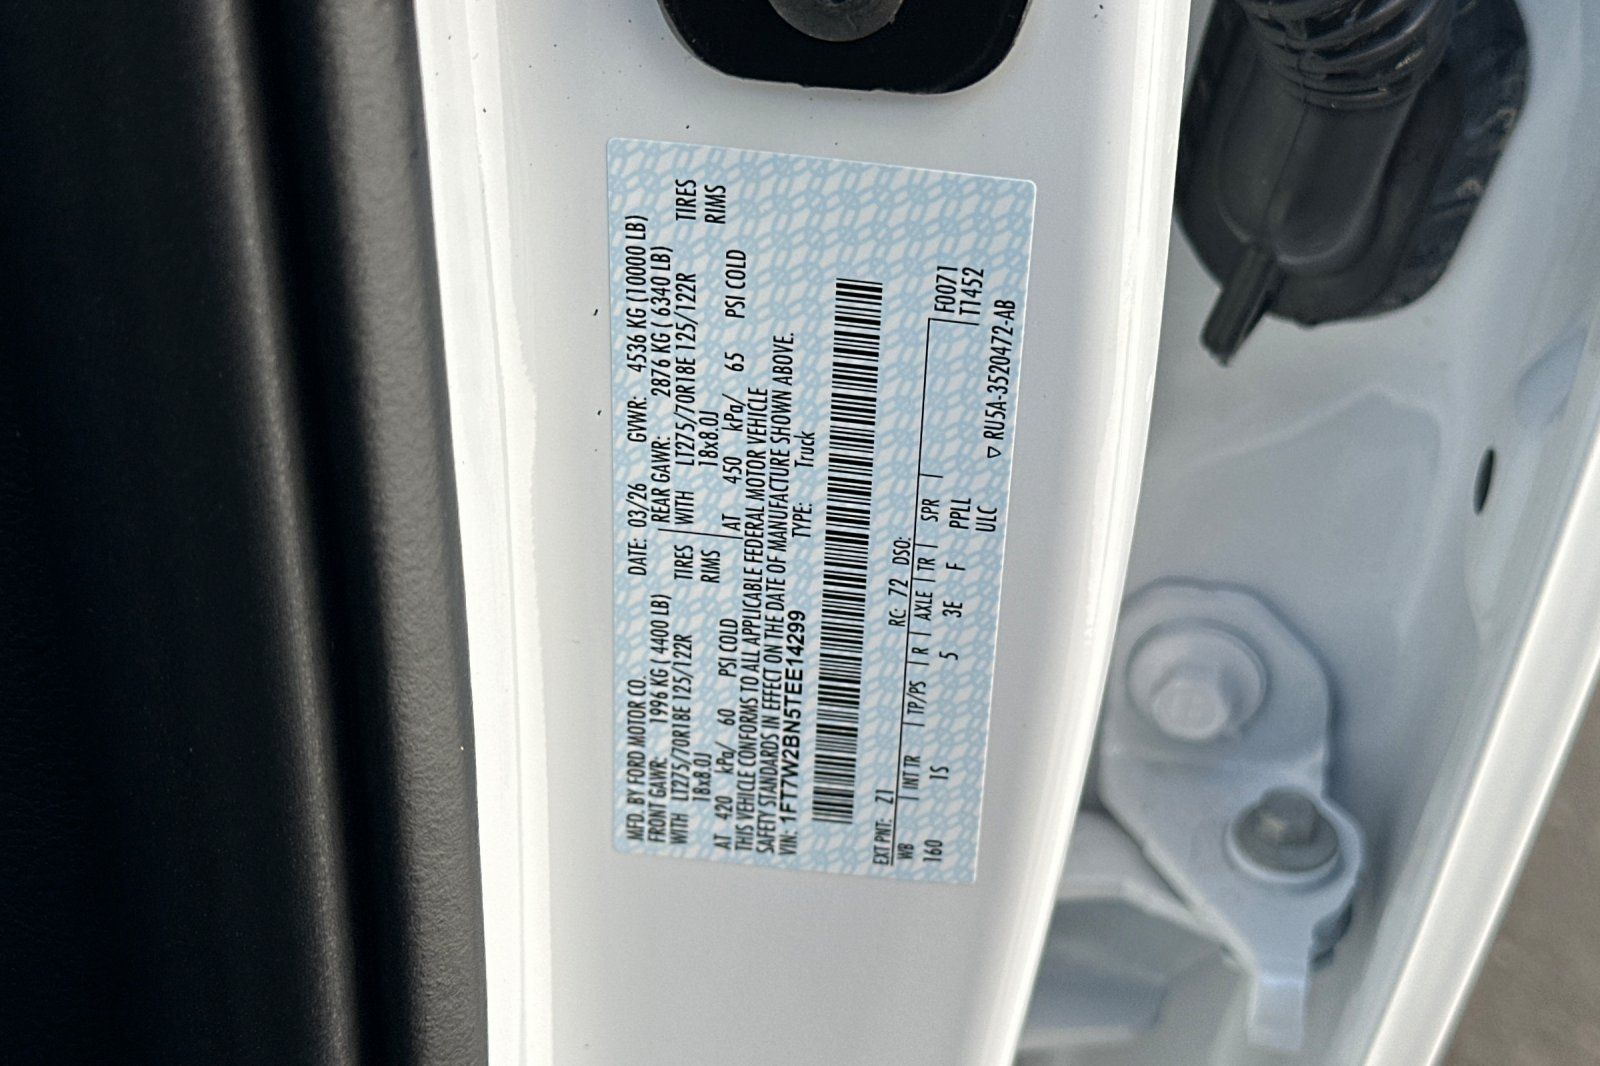 MFD. BY FORD MOTOR CO. DATE: 03/26 GVWR: 4536 KG (10000 LB)
FRONT GAWR: 1996 KG ( 4400 LB) REAR GAWR: 2876 KG ( 6340 LB)
WITH LT275/70R18E 125/122R TIRES WITH LT275/70R18E 125/122R TIRES
18x8.0J RIMS 18x8.0J RIMS
AT 420 kPa/ 60 PSI COLD AT 450 kPa/ 65 PSI COLD
THIS VEHICLE CONFORMS TO ALL APPLICABLE FEDERAL MOTOR VEHICLE
SAFETY STANDARDS IN EFFECT ON THE DATE OF MANUFACTURE SHOWN ABOVE.
VIN: 1FT7W2BN5TEE14299 TYPE: Truck
EXT PNT: Z1 RC: 72 DSO: F0071
WB INT TR TP/PS R AXLE TR SPR T1452
160 1S 5 3E F PPLL
ULC ▽ RU5A-3520472-AB